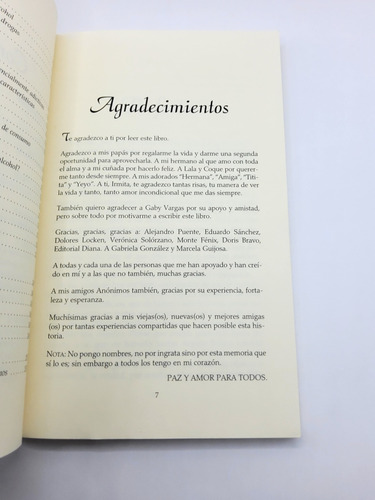 cohol
drogas
encialmente adictivas
características
de consumo
alcohol?
Agradecimientos
Te agradezco a ti por leer este libro.
Agradezco a mis papás por regalarme la vida y darme una segunda
oportunidad para aprovecharla. A mi hermano al que amo con toda
el alma y a mi cuñada por hacerlo feliz. A Lala y Coque por querer-
me tanto desde siempre. A mis adorados "Hermana", "Amiga", "Titi-
ta" y "Yeyo". A ti, Inmita, te agradezco tantas risas, tu manera de ver
la vida y tanto, tanto amor incondicional que me das siempre.
También quiero agradecer a Gaby Vargas por su apoyo y amistad,
pero sobre todo por motivarme a escribir este libro.
Gracias, gracias, gracias a: Alejandro Puente, Eduardo Sánchez,
Dolores Locken, Verónica Solórzano, Monte Fénix, Doris Bravo,
Editorial Diana. A Gabriela González y Marcela Guijosa.
A todas y cada una de las personas que me han apoyado y han creí-
do en mí y a las que no también, muchas gracias.
A mis amigos Anónimos también, gracias por su experiencia, forta-
leza y esperanza.
Muchísimas gracias a mis viejas(os), nuevas(os) y mejores amigas
(os) por tantas experiencias compartidas que hacen posible esta his-
toria.
NOTA: No pongo nombres, no por ingrata sino por esta memoria que
sí lo es; sin embargo a todos los tengo en mi corazón.
PAZ Y AMOR PARA TODOS.
7